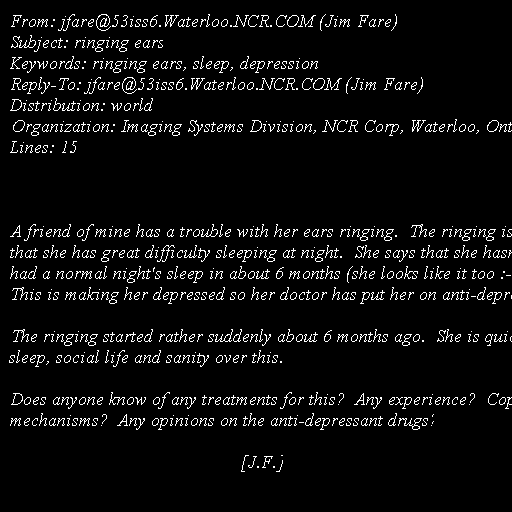 From: jfare@53iss6.Waterloo.NCR.COM (Jim Fare)
Subject: ringing ears
Keywords: ringing ears, sleep, depression
Reply-To: jfare@53iss6.Waterloo.NCR.COM (Jim Fare)
Distribution: world
Organization: Imaging Systems Division, NCR Corp, Waterloo, Ont
Lines: 15
A friend of mine has a trouble with her ears ringing. The ringing is
that she has great difficulty sleeping at night. She says that she hasn
had a normal night's sleep in about 6 months (she looks like it too :-
This is making her depressed so her doctor has put her on anti-depre
The ringing started rather suddenly about 6 months ago. She is quic
sleep, social life and sanity over this.
Does anyone know of any treatments for this? Any experience? Cop
mechanisms? Any opinions on the anti-depressant drugs?
[J.F.]